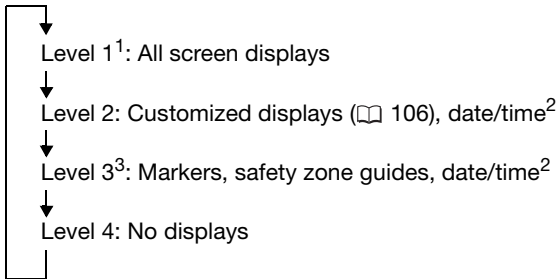 Level 1¹: All screen displays
Level 2: Customized displays (📖 106), date/time²
Level 3³: Markers, safety zone guides, date/time²
Level 4: No displays